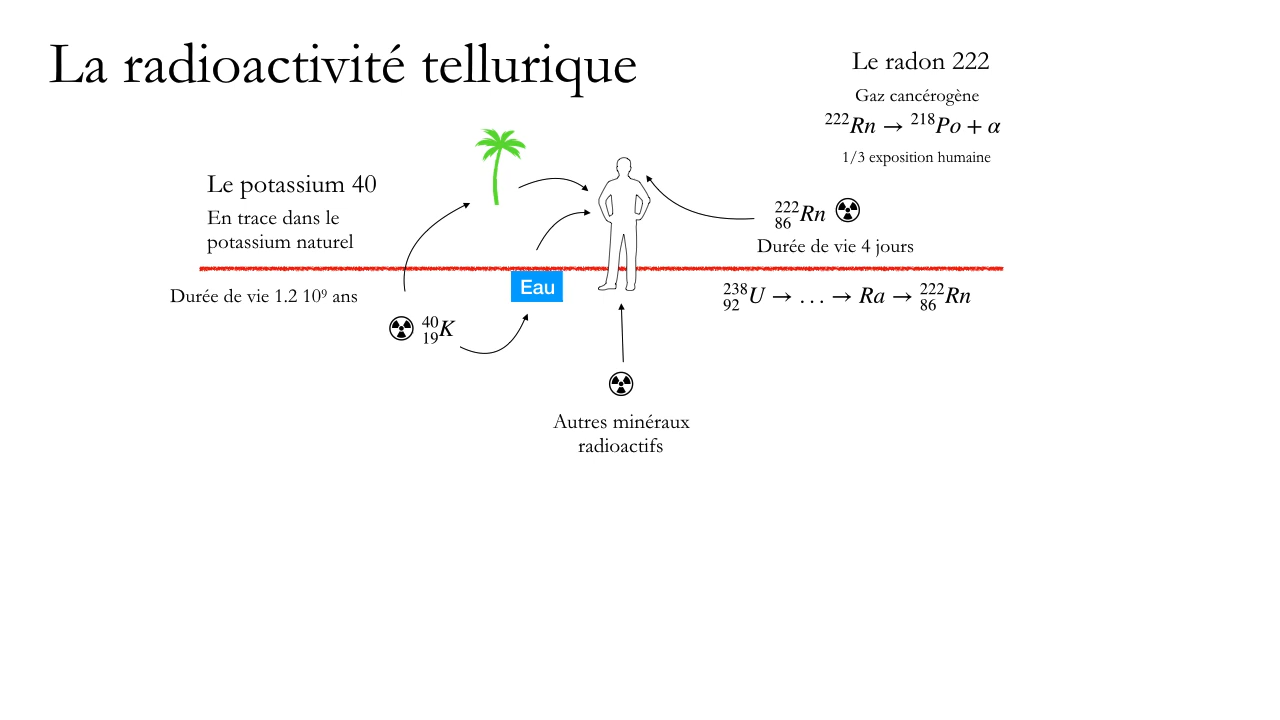 La radioactivité tellurique
Le radon 222
Gaz cancérogène
²²²Rn → ²¹⁸Po + α
1/3 exposition humaine
Le potassium 40
En trace dans le
potassium naturel
²²²₈₆Rn ☢
Durée de vie 4 jours
Durée de vie 1.2 10⁹ ans
Eau
²³⁸₉₂U → . . . → Ra → ²²²₈₆Rn
☢ ⁴⁰₁₉K
☢
Autres minéraux
radioactifs